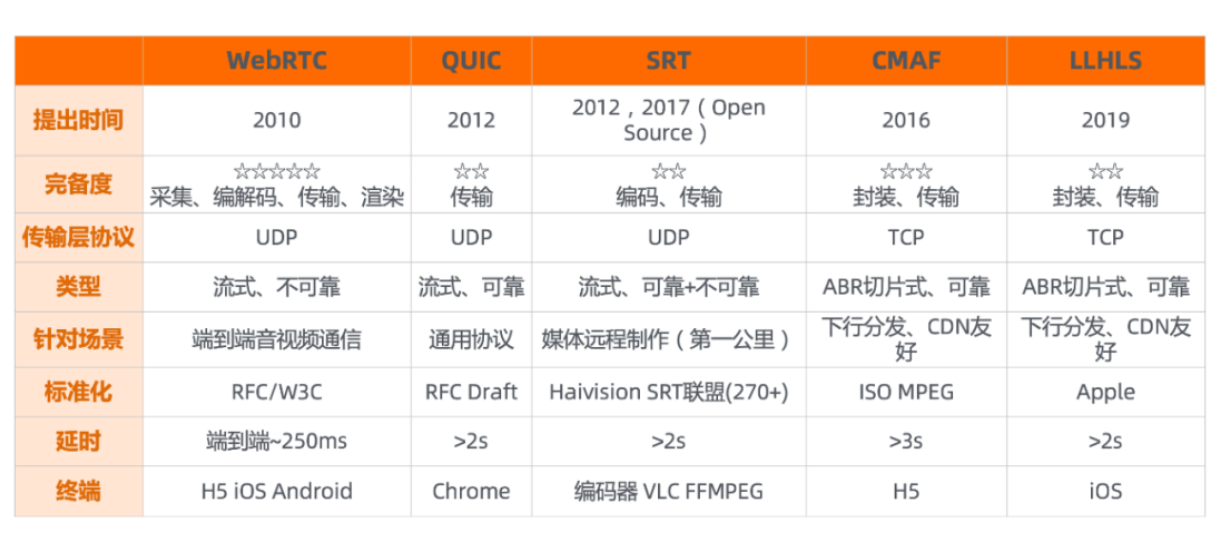 WebRTC QUIC SRT CMAF LLHLS
提出时间 2010 2012 2012，2017（Open 2016 2019
Source）
完备度 ☆☆☆☆☆ ☆☆ ☆☆ ☆☆☆ ☆☆
采集、编解码、传输、渲染 传输 编码、传输 封装、传输 封装、传输
传输层协议 UDP UDP UDP TCP TCP
类型 流式、不可靠 流式、可靠 流式、可靠+不可靠 ABR切片式、可靠 ABR切片式、可靠
针对场景 端到端音视频通信 通用协议 媒体远程制作（第一公里） 下行分发、CDN友 下行分发、CDN友
好 好
标准化 RFC/W3C RFC Draft Haivision SRT联盟(270+) ISO MPEG Apple
延时 端到端~250ms >2s >2s >3s >2s
终端 H5 iOS Android Chrome 编码器 VLC FFMPEG H5 iOS